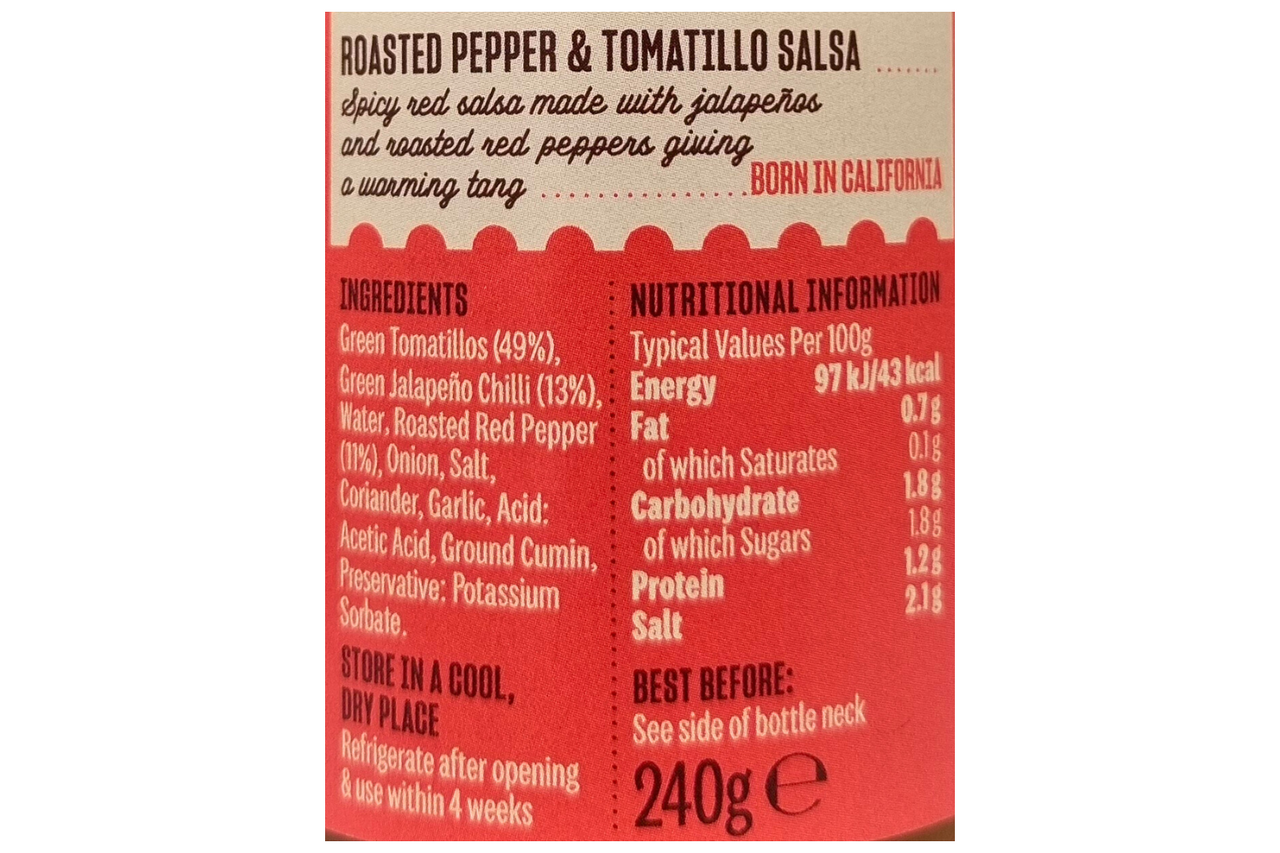 ROASTED PEPPER & TOMATILLO SALSA .......
Spicy red salsa made with jalapeños
and roasted red peppers giving
a warming tang .................. BORN IN CALIFORNIA
INGREDIENTS
Green Tomatillos (49%),
Green Jalapeño Chilli (13%),
Water, Roasted Red Pepper
(11%), Onion, Salt,
Coriander, Garlic, Acid:
Acetic Acid, Ground Cumin,
Preservative: Potassium
Sorbate.
STORE IN A COOL,
DRY PLACE
Refrigerate after opening
& use within 4 weeks
NUTRITIONAL INFORMATION
Typical Values Per 100g
Energy 97 kJ/43 kcal
Fat 0.7g
of which Saturates 0.1g
Carbohydrate 1.8g
of which Sugars 1.8g
Protein 1.2g
Salt 2.1g
BEST BEFORE:
See side of bottle neck
240g e